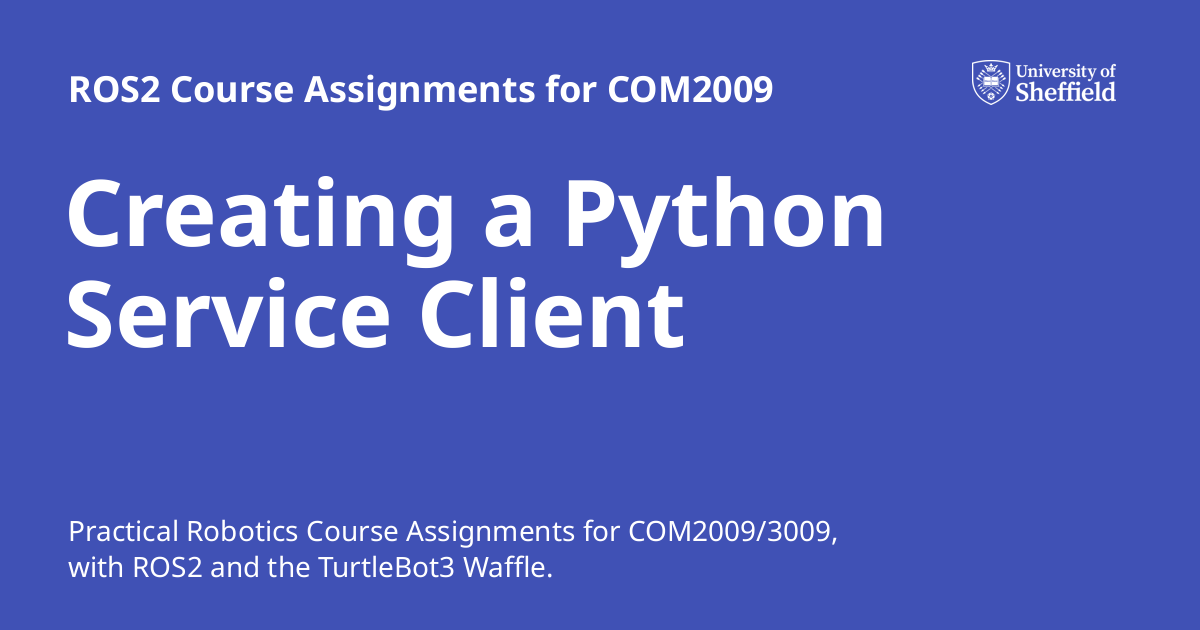 ROS2 Course Assignments for COM2009
University of
Sheffield
Creating a Python
Service Client
Practical Robotics Course Assignments for COM2009/3009,
with ROS2 and the TurtleBot3 Waffle.